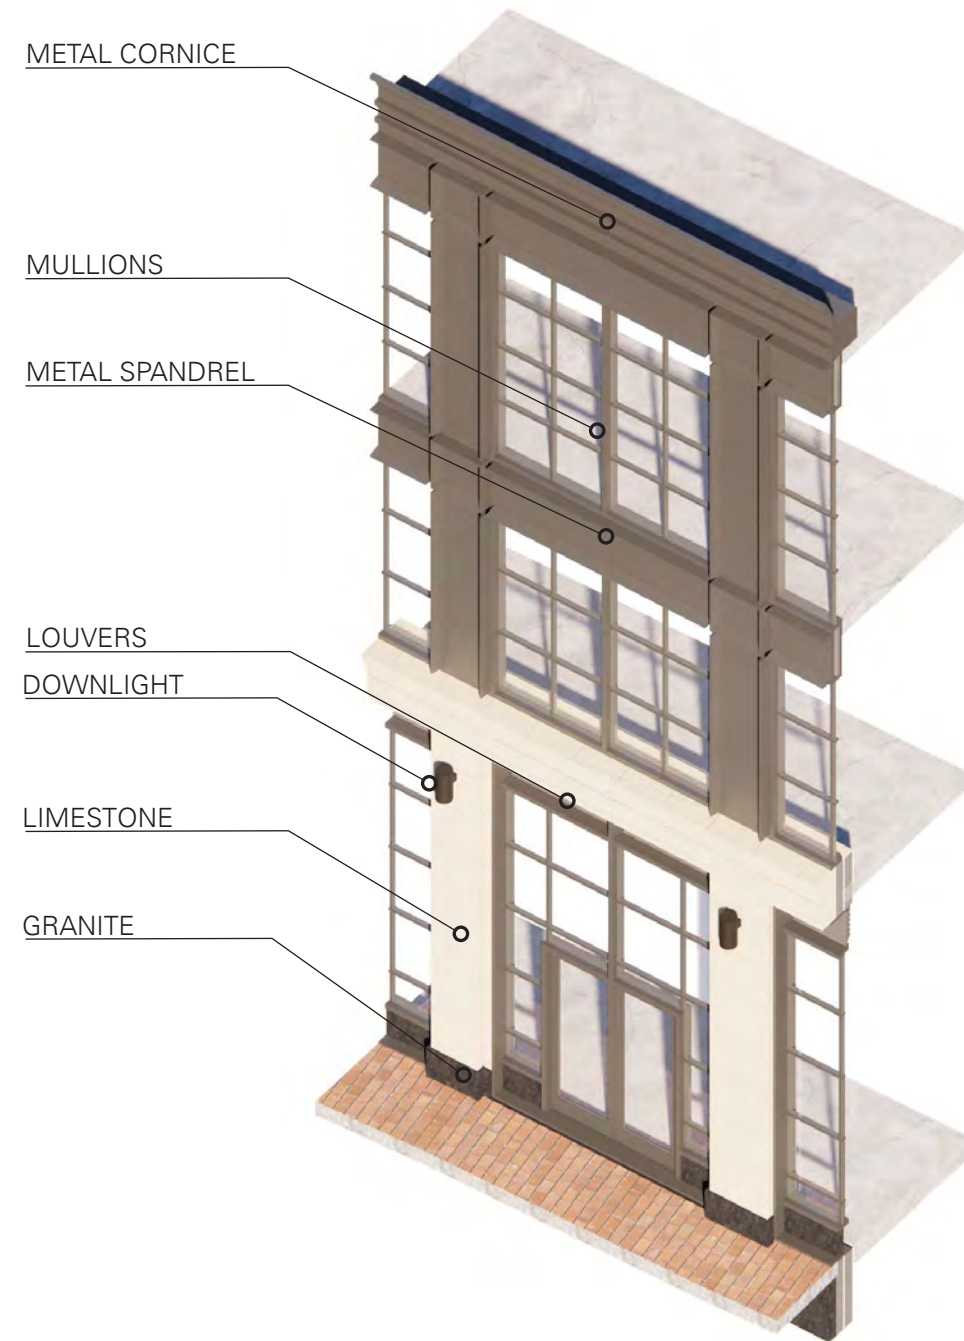 METAL CORNICE
MULLIONS
METAL SPANDREL
LOUVERS
DOWNLIGHT
LIMESTONE
GRANITE